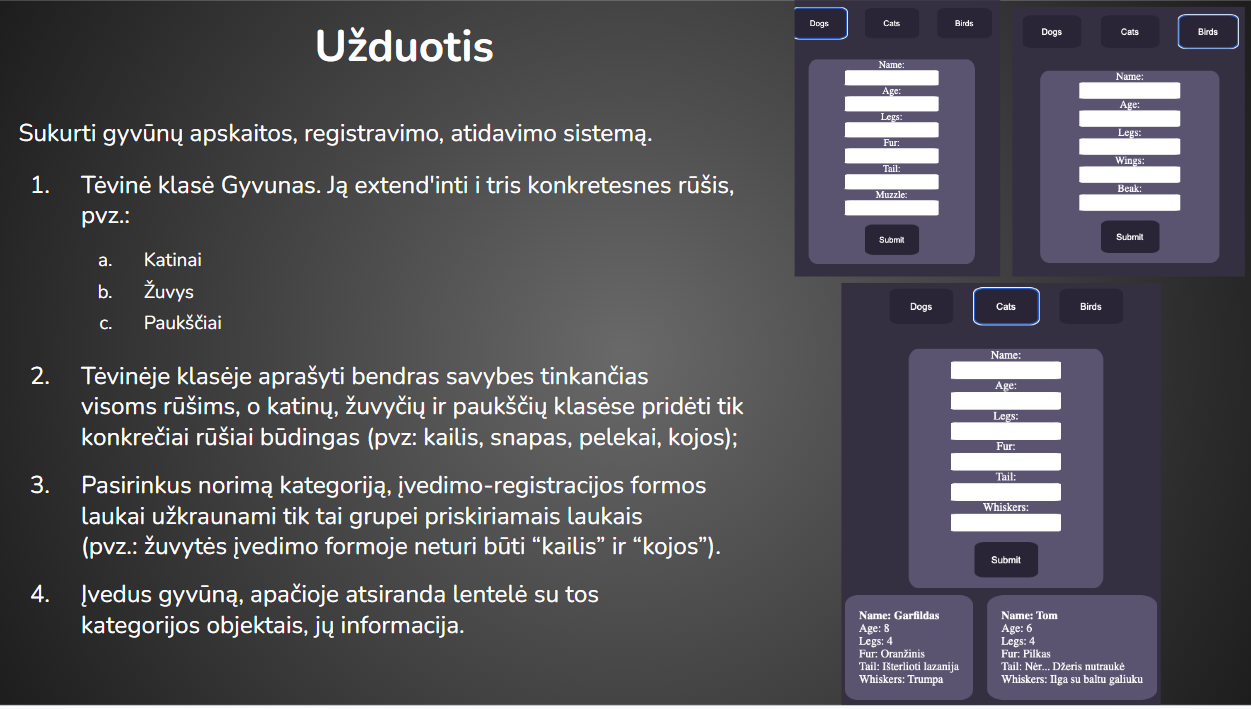 Užduotis
Sukurti gyvūnų apskaitos, registravimo, atidavimo sistemą.
1. Tėvinė klasė Gyvunas. Ją extend'inti i tris konkretesnes rūšis,
pvz.:
a. Katinai
b. Žuvys
c. Paukščiai
2. Tėvinėje klasėje aprašyti bendras savybes tinkančias
visoms rūšims, o katinų, žuvyčių ir paukščių klasėse pridėti tik
konkrečiai rūšiai būdingas (pvz: kailis, snapas, pelekai, kojos);
3. Pasirinkus norimą kategoriją, įvedimo-registracijos formos
laukai užkraunami tik tai grupei priskiriamais laukais
(pvz.: žuvytės įvedimo formoje neturi būti “kailis” ir “kojos”).
4. Įvedus gyvūną, apačioje atsiranda lentelė su tos
kategorijos objektais, jų informacija.
Dogs Cats Birds
Name:
Age:
Legs:
Fur:
Tail:
Muzzle:
Submit
Dogs Cats Birds
Name:
Age:
Legs:
Wings:
Beak:
Submit
Dogs Cats Birds
Name:
Age:
Legs:
Fur:
Tail:
Whiskers:
Submit
Name: Garfildas
Age: 8
Legs: 4
Fur: Oranžinis
Tail: Išterlioti lazanija
Whiskers: Trumpa
Name: Tom
Age: 6
Legs: 4
Fur: Pilkas
Tail: Nėr... Džeris nutraukė
Whiskers: Ilga su baltu galiuku